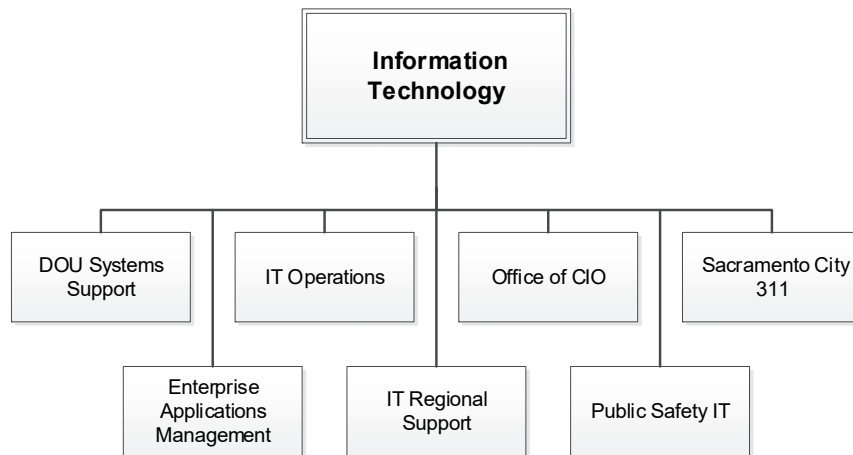 Information
Technology
DOU Systems
Support
IT Operations
Office of CIO
Sacramento City
311
Enterprise
Applications
Management
IT Regional
Support
Public Safety IT